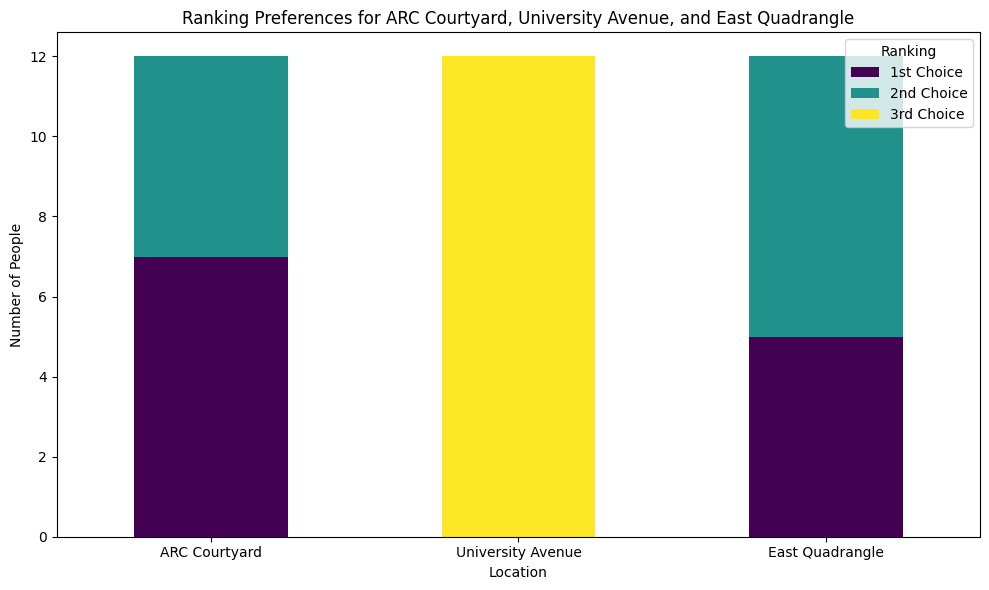 Ranking Preferences for ARC Courtyard, University Avenue, and East Quadrangle
Ranking
1st Choice
2nd Choice
3rd Choice
Number of People
12
10
8
6
4
2
0
ARC Courtyard
University Avenue
East Quadrangle
Location